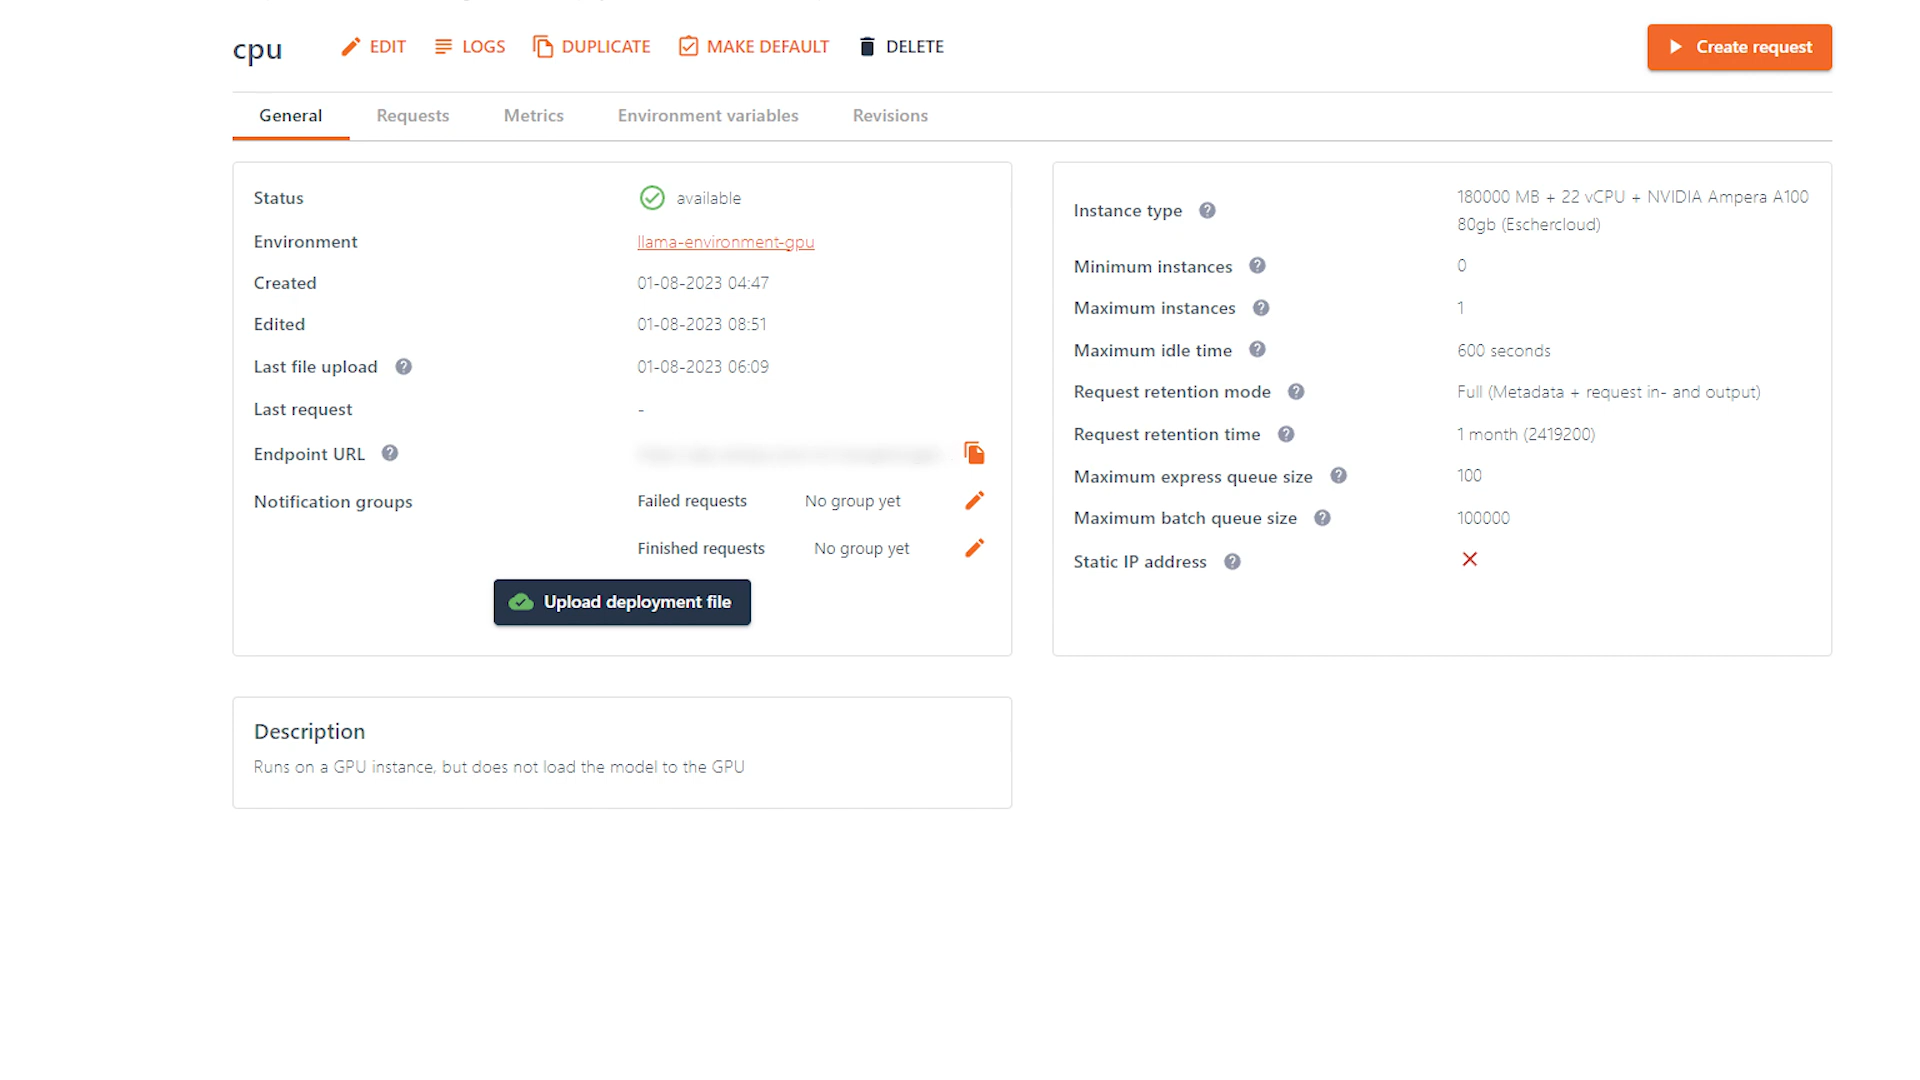 cpu EDIT LOGS DUPLICATE MAKE DEFAULT DELETE Create request
General Requests Metrics Environment variables Revisions
Status available
Environment llama-environment-gpu
Created 01-08-2023 04:47
Edited 01-08-2023 08:51
Last file upload ? 01-08-2023 06:09
Last request -
Endpoint URL ?
Notification groups Failed requests No group yet
Finished requests No group yet
Upload deployment file
Instance type ? 180000 MB + 22 vCPU + NVIDIA Ampera A100
80gb (Eschercloud)
Minimum instances ? 0
Maximum instances ? 1
Maximum idle time ? 600 seconds
Request retention mode ? Full (Metadata + request in- and output)
Request retention time ? 1 month (2419200)
Maximum express queue size ? 100
Maximum batch queue size ? 100000
Static IP address ?
Description
Runs on a GPU instance, but does not load the model to the GPU